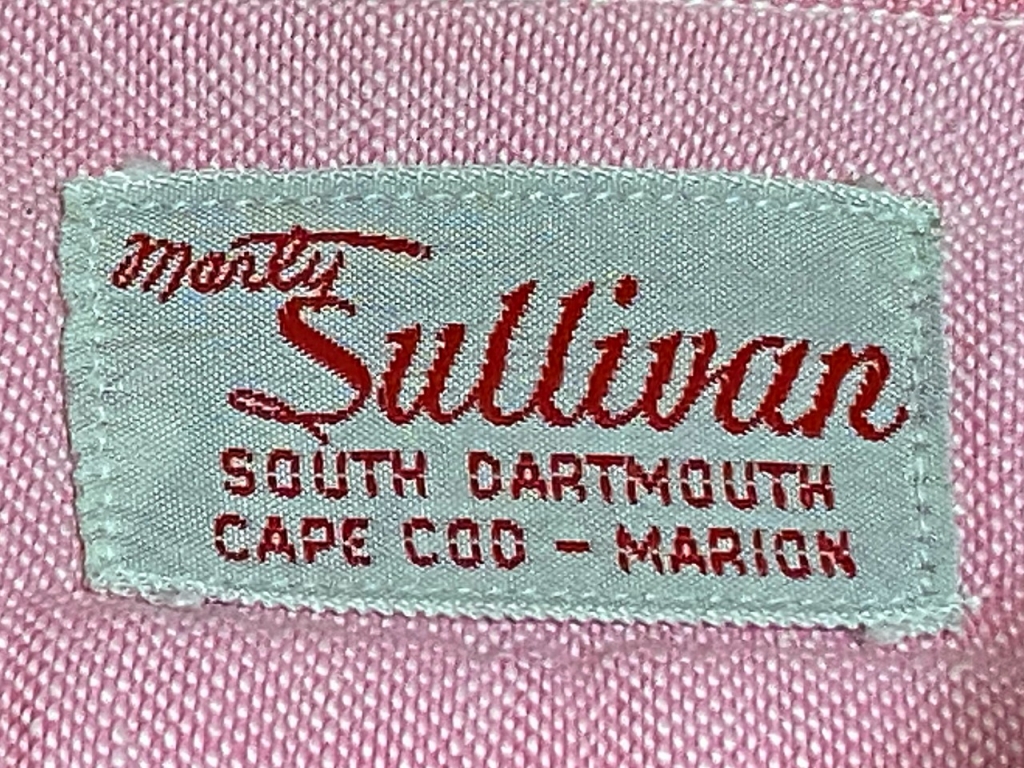 Marty
Sullivan
SOUTH DARTMOUTH
CAPE COD - MARION